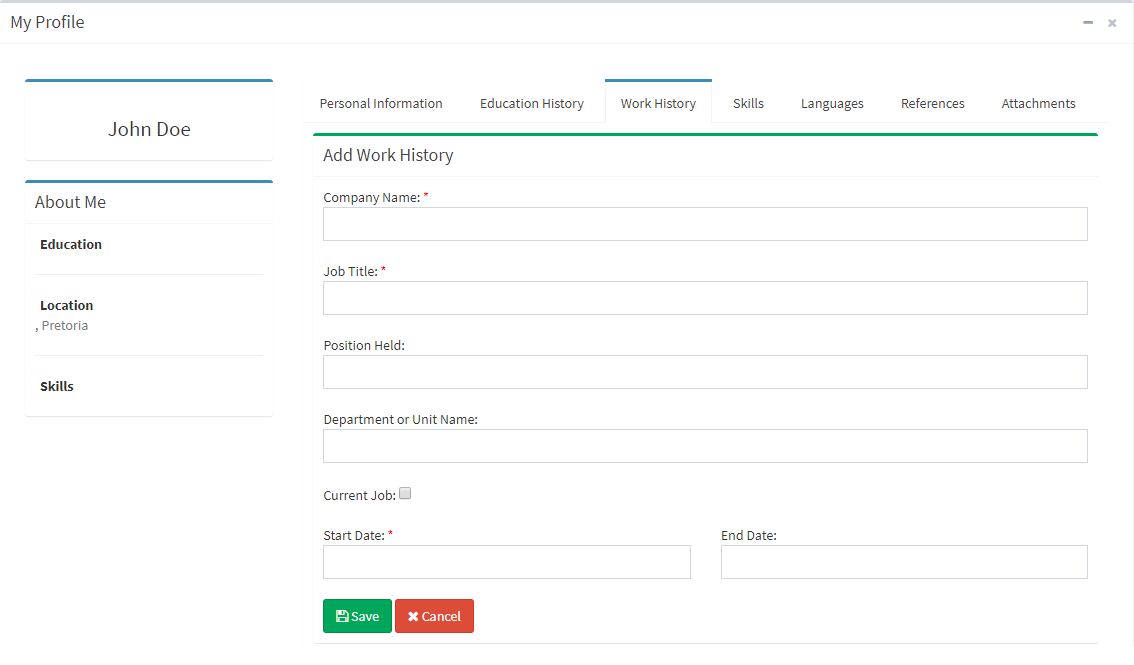 My Profile
John Doe
About Me
Education
Location
, Pretoria
Skills
Personal Information Education History Work History Skills Languages References Attachments
Add Work History
Company Name: *
Job Title: *
Position Held:
Department or Unit Name:
Current Job:
Start Date: * End Date:
Save Cancel